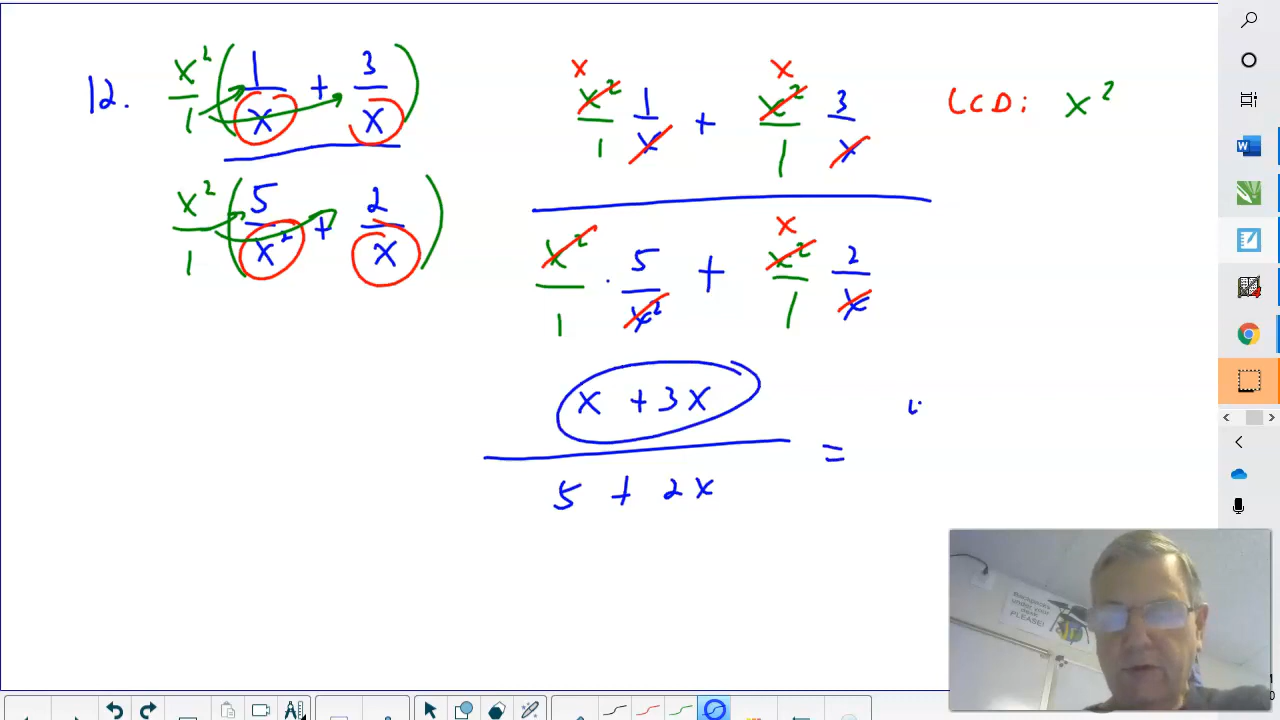 12. x²/1 (1/x + 3/x) / x²/1 (5/x² + 2/x)
x x
x²/1 1/x + x²/1 3/x
x
x²/1 · 5/x² + x²/1 2/x
LCD: x²
x + 3x / 5 + 2x =
BACKPACKS
under your
PLEASE!